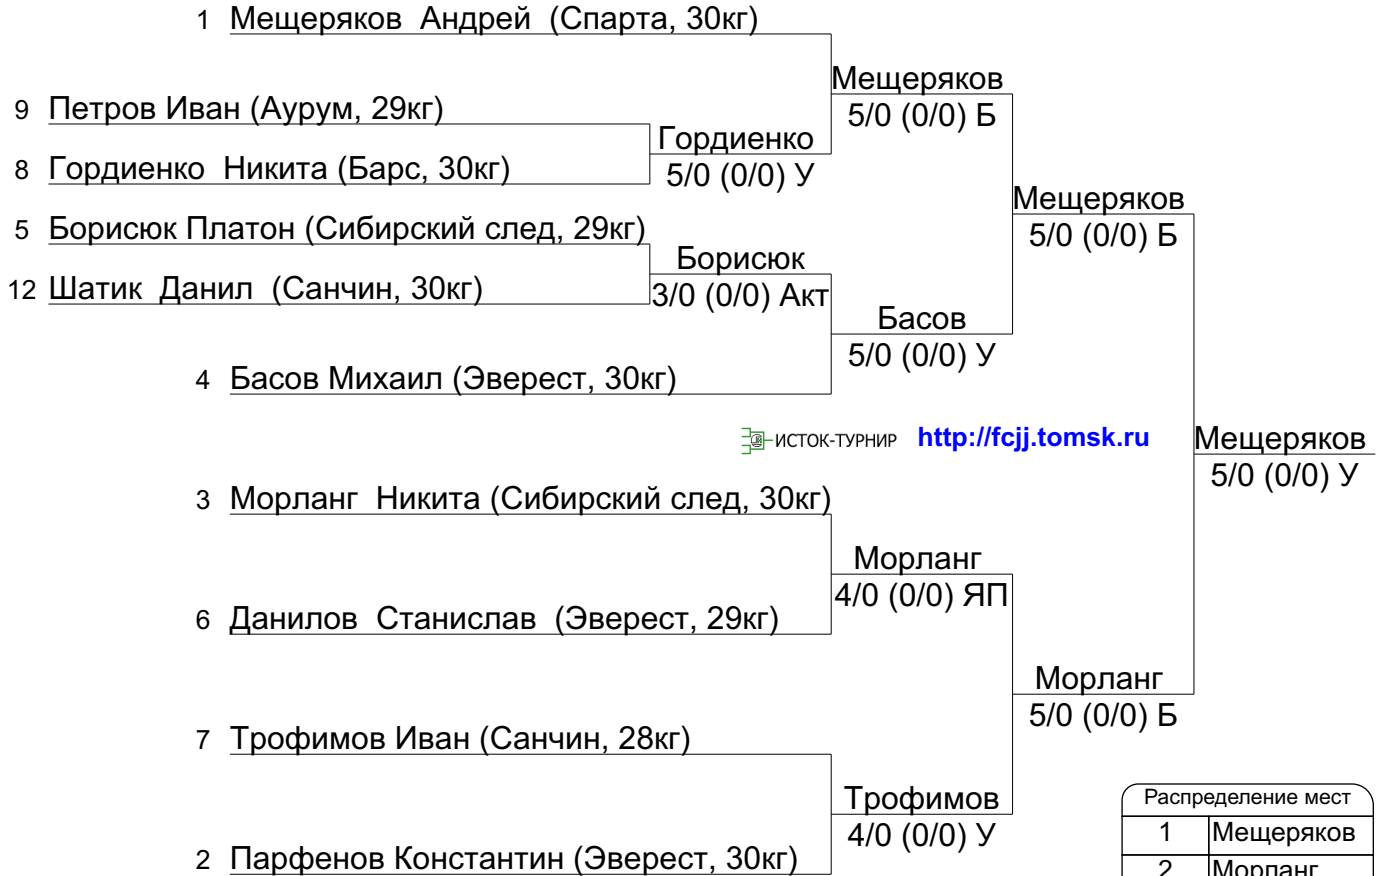 1 Мещеряков Андрей (Спарта, 30кг)
Мещеряков
5/0 (0/0) Б
9 Петров Иван (Аурум, 29кг)
Гордиенко
5/0 (0/0) У
8 Гордиенко Никита (Барс, 30кг)
Мещеряков
5/0 (0/0) Б
5 Борисюк Платон (Сибирский след, 29кг)
Борисюк
3/0 (0/0) Акт
12 Шатик Данил (Санчин, 30кг)
Басов
5/0 (0/0) У
4 Басов Михаил (Эверест, 30кг)
ИСТОК-ТУРНИР http://fcjj.tomsk.ru
Мещеряков
5/0 (0/0) У
3 Морланг Никита (Сибирский след, 30кг)
Морланг
4/0 (0/0) ЯП
6 Данилов Станислав (Эверест, 29кг)
Морланг
5/0 (0/0) Б
7 Трофимов Иван (Санчин, 28кг)
Трофимов
4/0 (0/0) У
2 Парфенов Константин (Эверест, 30кг)
Распределение мест
1 Мещеряков
2 Морланг